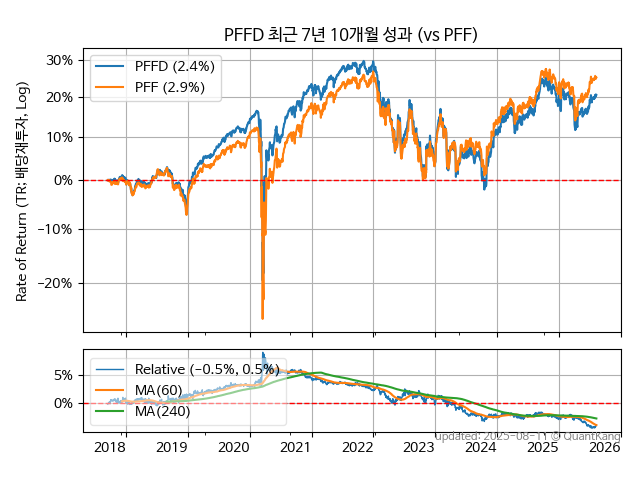 PFFD 최근 7년 10개월 성과 (vs PFF)
Rate of Return (TR: 배당재투자, Log)
30%
20%
10%
0%
−10%
−20%
PFFD (2.4%)
PFF (2.9%)
5%
0%
Relative (−0.5%, 0.5%)
MA(60)
MA(240)
2018 2019 2020 2021 2022 2023 2024 2025 2026
updated: 2025-08-11 © QuantKang